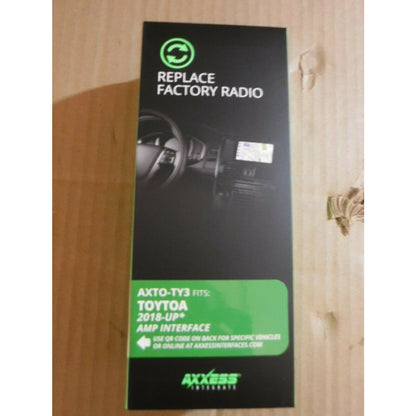 REPLACE
FACTORY RADIO
AXTO-TY3 FITS:
TOYTOA
2018-UP*
AMP INTERFACE
USE QR CODE ON BACK FOR SPECIFIC VEHICLES
OR ONLINE AT AXXESSINTERFACES.COM
AXXESS
INTEGRATE